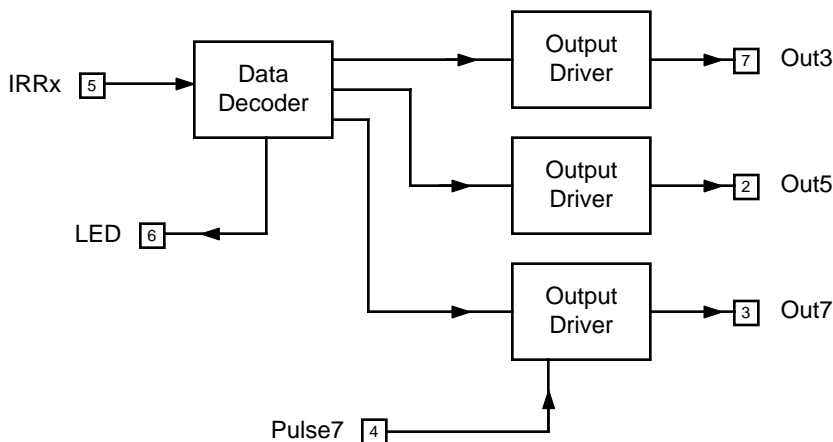 Output
Driver
7 Out3
IRRx 5
Data
Decoder
Output
Driver
2 Out5
LED 6
Output
Driver
3 Out7
Pulse7 4